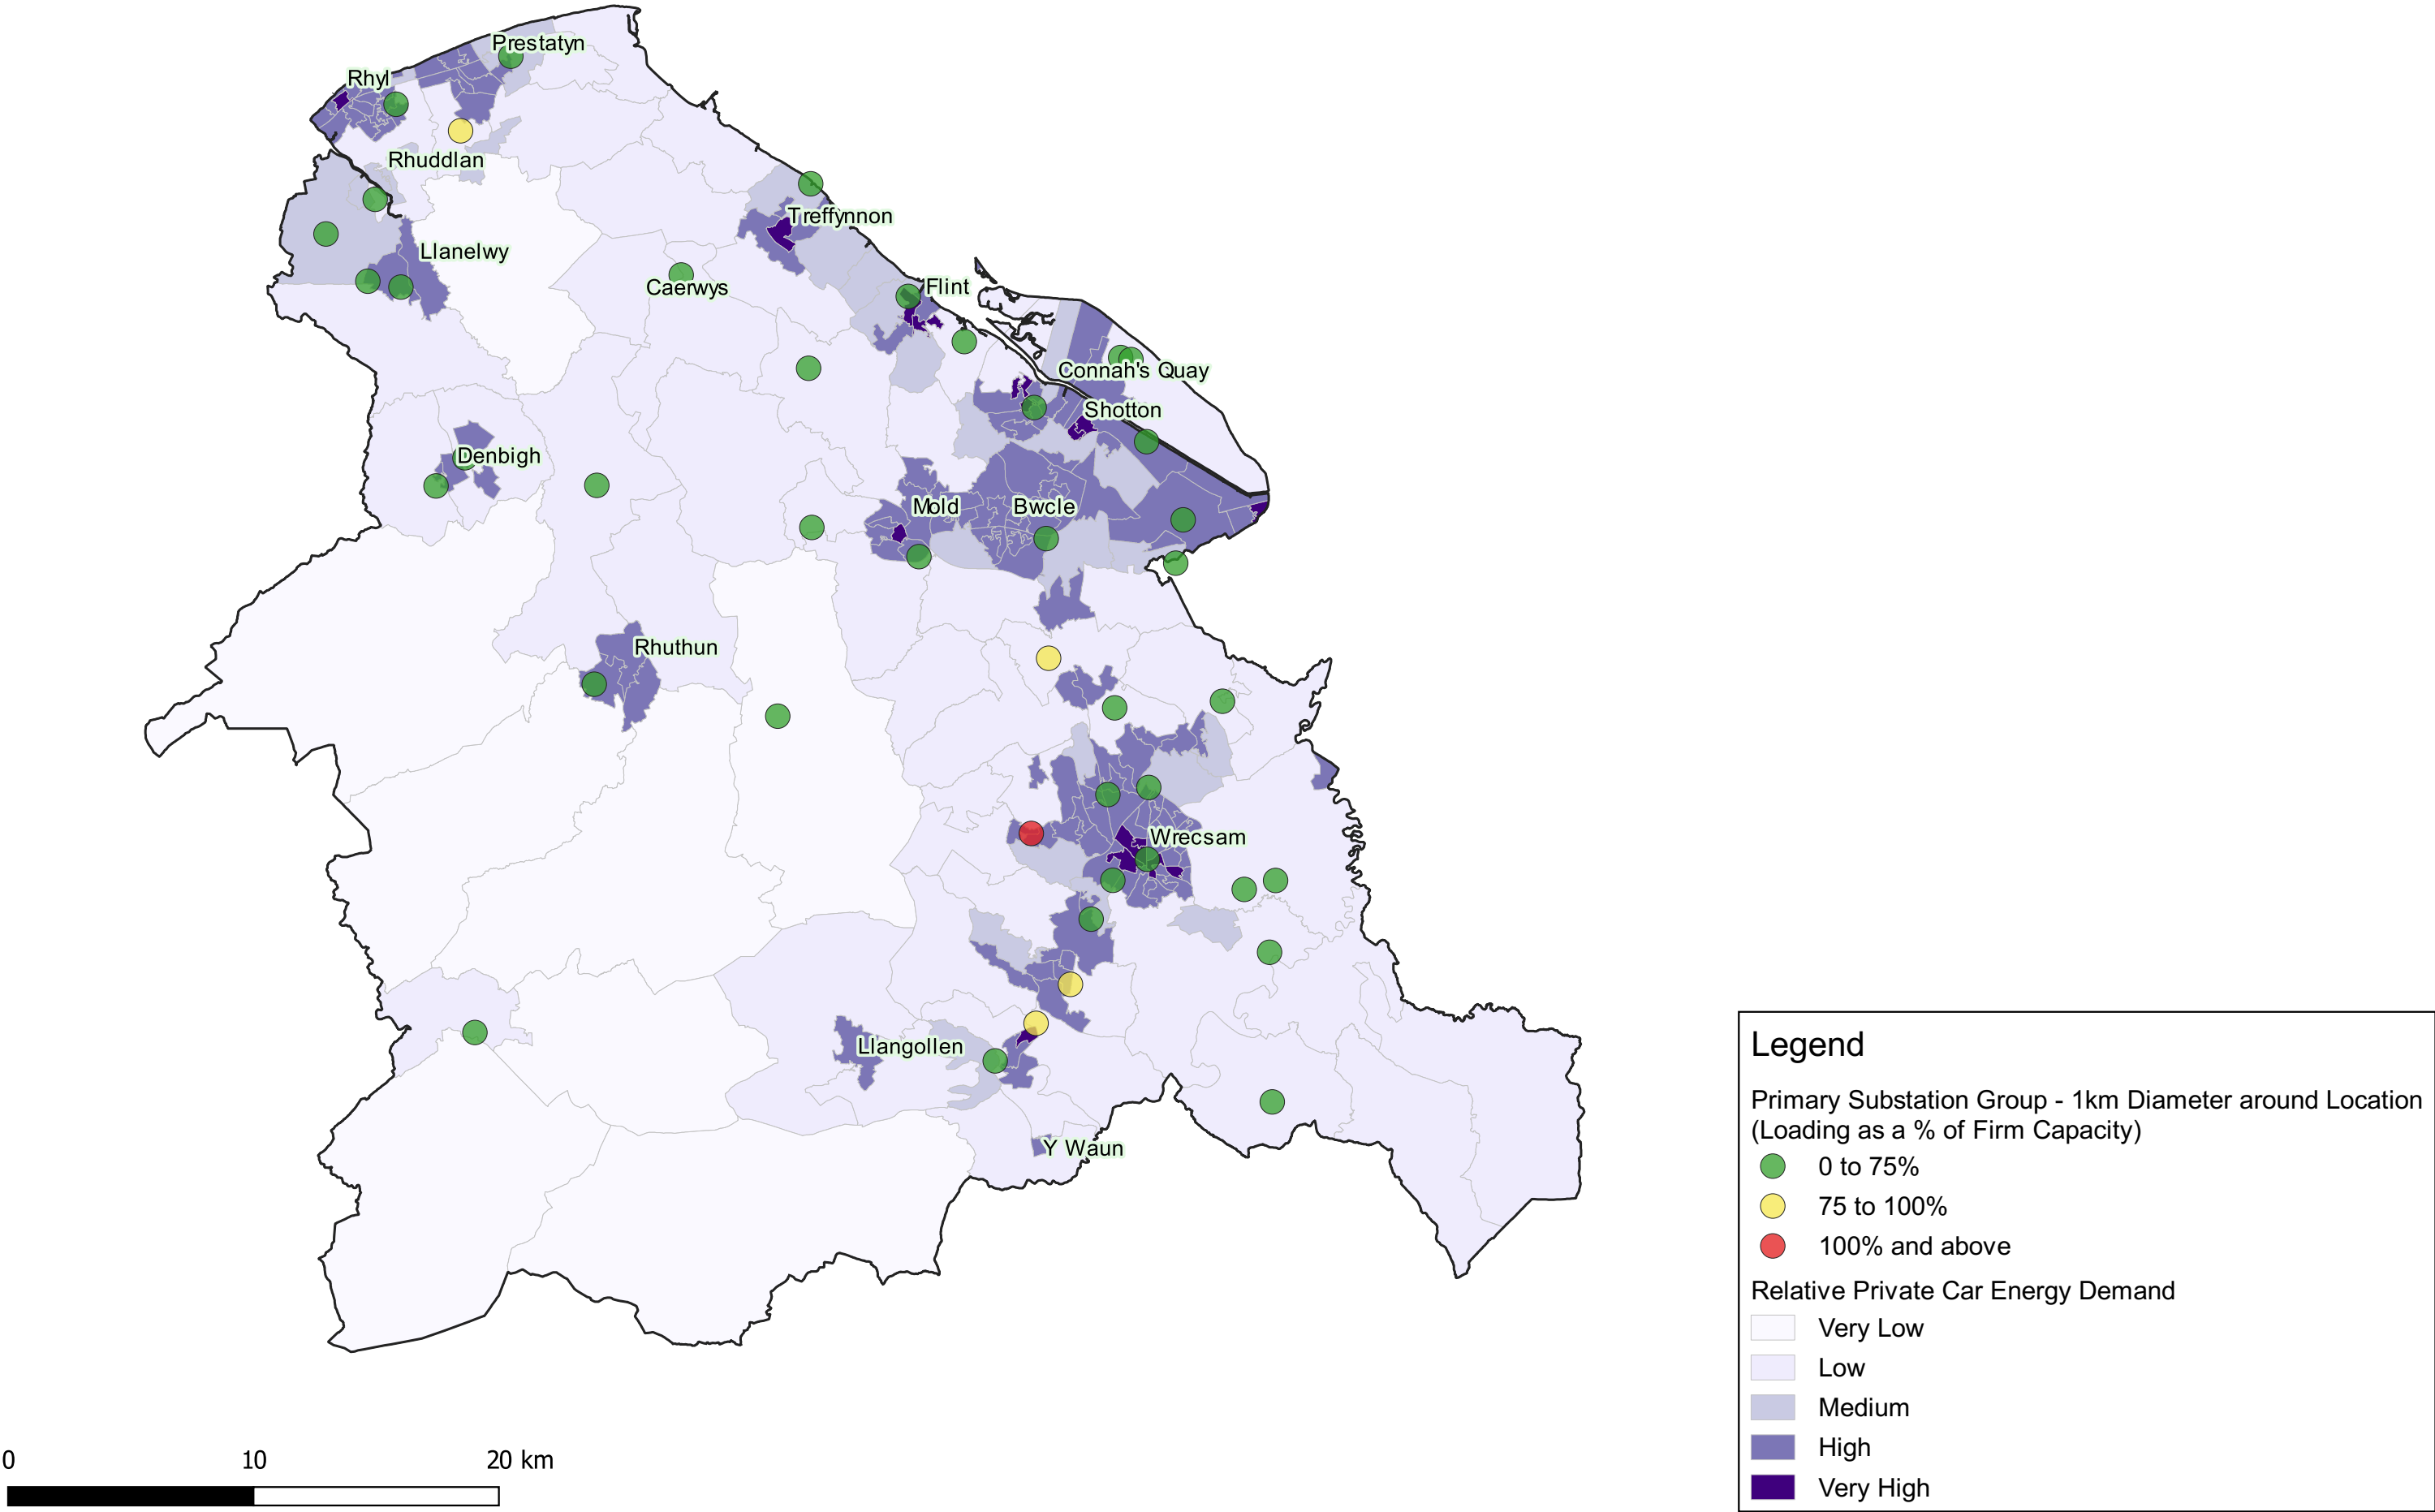 Prestatyn
Rhyl
Rhuddlan
Treffynnon
Llanelwy
Caerwys
Flint
Connah's Quay
Shotton
Denbigh
Mold
Bwcle
Rhuthun
Wrecsam
Llangollen
Y Waun
0 10 20 km
Legend
Primary Substation Group - 1km Diameter around Location
(Loading as a % of Firm Capacity)
0 to 75%
75 to 100%
100% and above
Relative Private Car Energy Demand
Very Low
Low
Medium
High
Very High